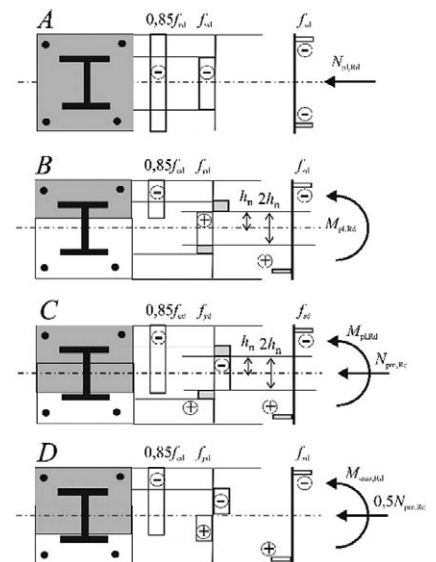 A 0,85fcd fyd fsd
Npl,Rd
B 0,85fcd fyd fsd
hn 2hn
Mpl,Rd
C 0,85fcd fyd fsd
Mpl,Rd
hn 2hn
Npm,Rd
D 0,85fcd fyd fsd
Mmax,Rd
0,5Npm,Rd